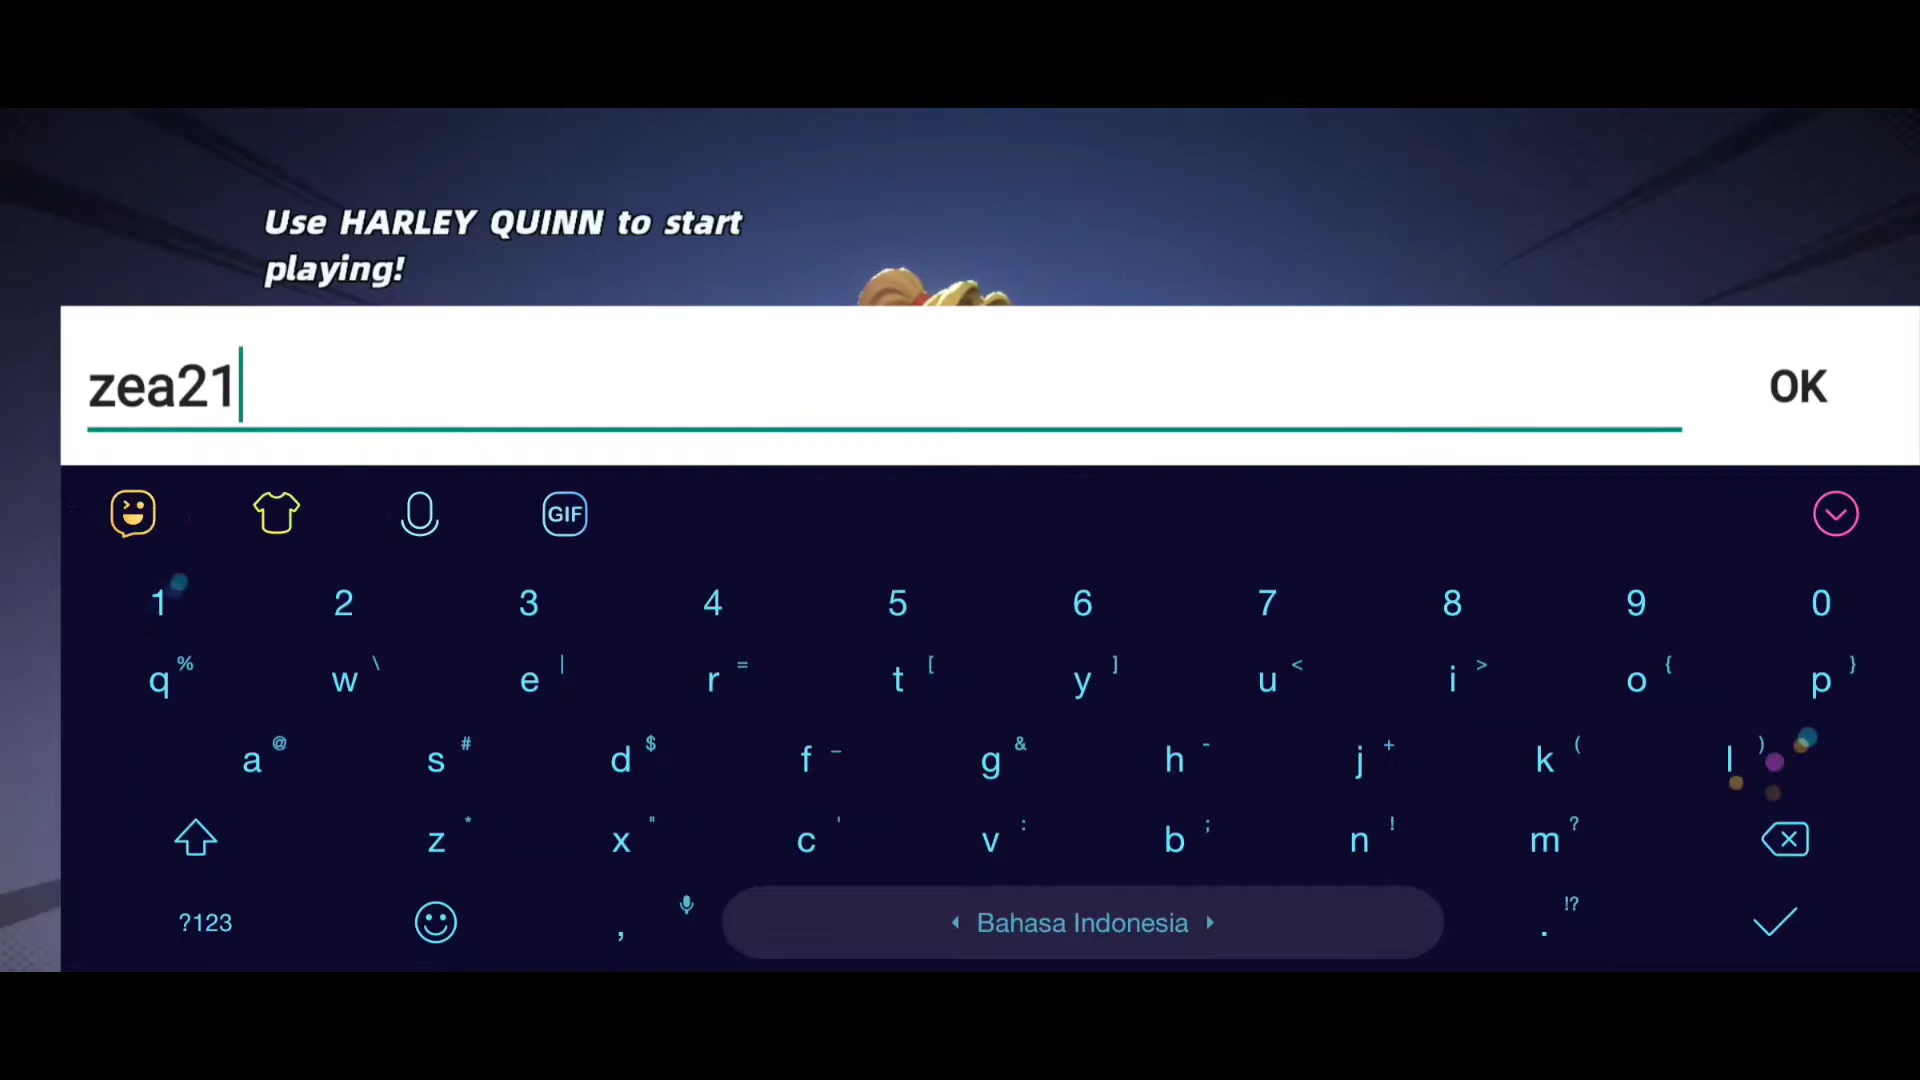 Use HARLEY QUINN to start
playing!
zea21
OK
GIF
1 2 3 4 5 6 7 8 9 0
q % w \ e | r = t [ y ] u < i > o { p }
a @ s # d $ f _ g & h - j + k ( l )
z * x " c ' v : b ; n ! m ?
?123 , Bahasa Indonesia . !?